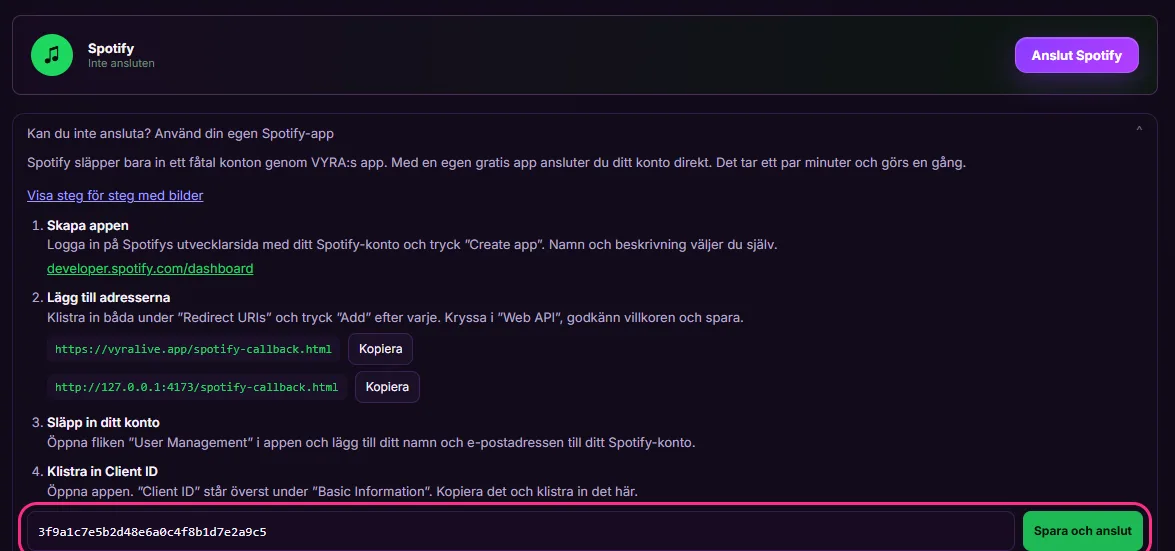 Spotify
Inte ansluten
Anslut Spotify
Kan du inte ansluta? Använd din egen Spotify-app
Spotify släpper bara in ett fåtal konton genom VYRA:s app. Med en egen gratis app ansluter du ditt konto direkt. Det tar ett par minuter och görs en gång.
Visa steg för steg med bilder
1. Skapa appen
Logga in på Spotifys utvecklarsida med ditt Spotify-konto och tryck ”Create app”. Namn och beskrivning väljer du själv.
developer.spotify.com/dashboard
2. Lägg till adresserna
Klistra in båda under ”Redirect URIs” och tryck ”Add” efter varje. Kryssa i ”Web API”, godkänn villkoren och spara.
https://vyralive.app/spotify-callback.html Kopiera
http://127.0.0.1:4173/spotify-callback.html Kopiera
3. Släpp in ditt konto
Öppna fliken ”User Management” i appen och lägg till ditt namn och e-postadressen till ditt Spotify-konto.
4. Klistra in Client ID
Öppna appen. ”Client ID” står överst under ”Basic Information”. Kopiera det och klistra in det här.
3f9a1c7e5b2d48e6a0c4f8b1d7e2a9c5 Spara och anslut